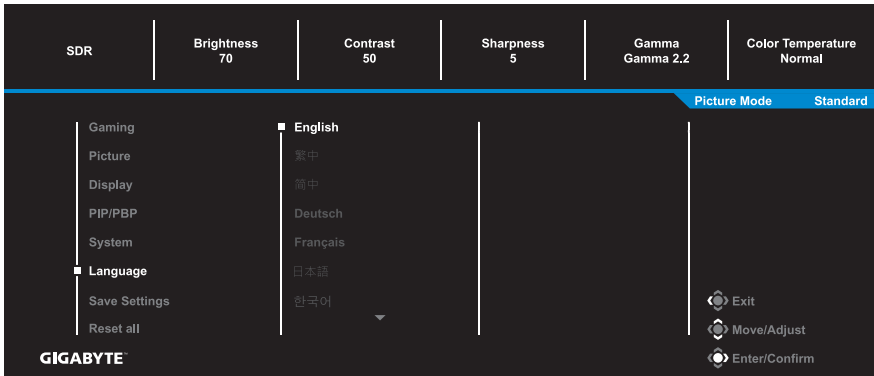 SDR
Brightness
70
Contrast
50
Sharpness
5
Gamma
Gamma 2.2
Color Temperature
Normal
Picture Mode Standard
Gaming
Picture
Display
PIP/PBP
System
Language
Save Settings
Reset all
English
繁中
简中
Deutsch
Français
日本語
한국어
Exit
Move/Adjust
Enter/Confirm
GIGABYTE™